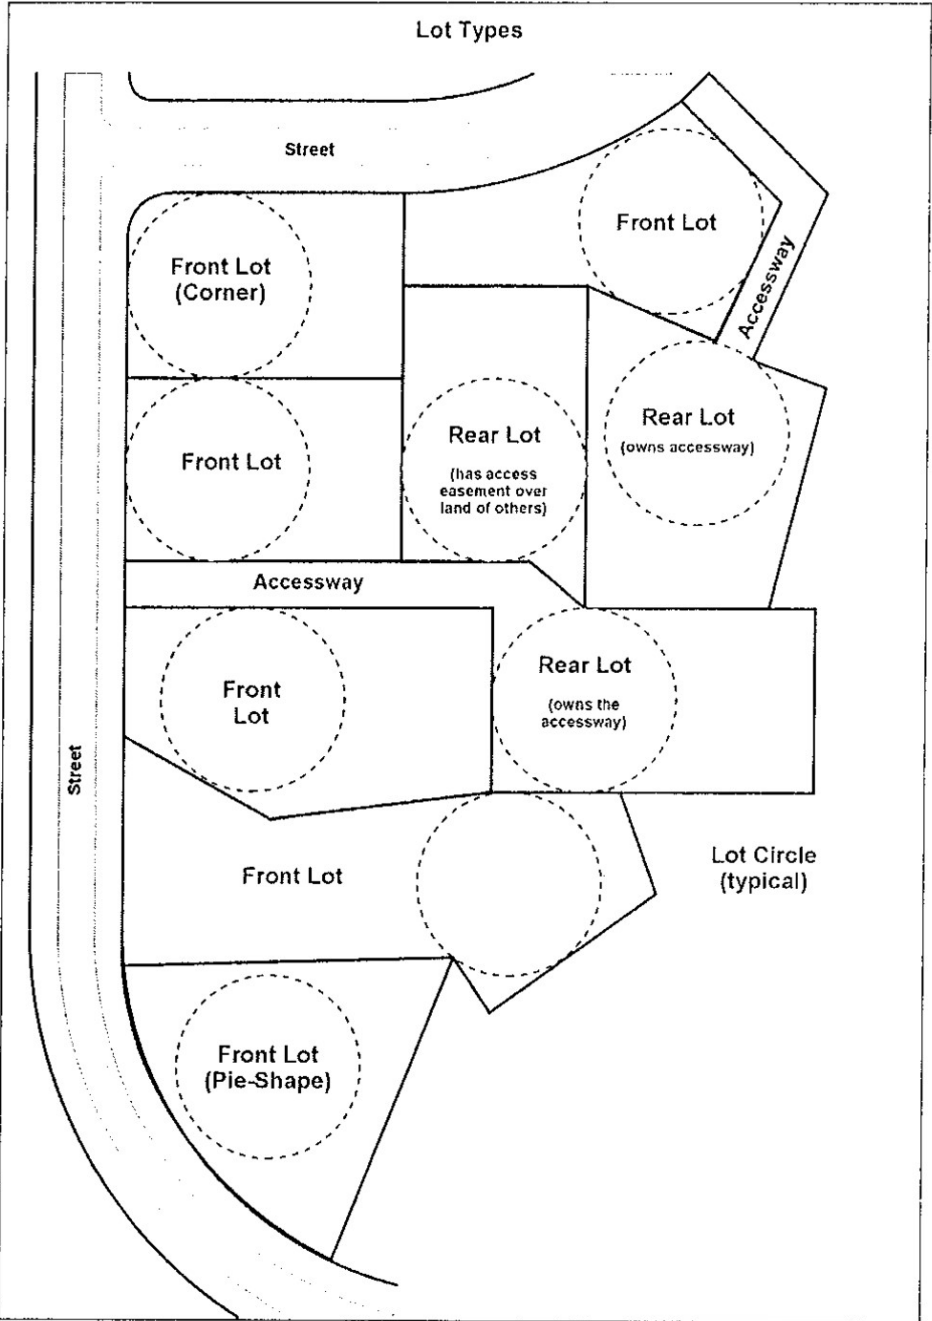 Lot Types
Street
Front Lot
Front Lot
(Corner)
Accessway
Rear Lot
(owns accessway)
Rear Lot
(has access
easement over
land of others)
Front Lot
Accessway
Rear Lot
(owns the
accessway)
Front
Lot
Street
Lot Circle
(typical)
Front Lot
Front Lot
(Pie-Shape)